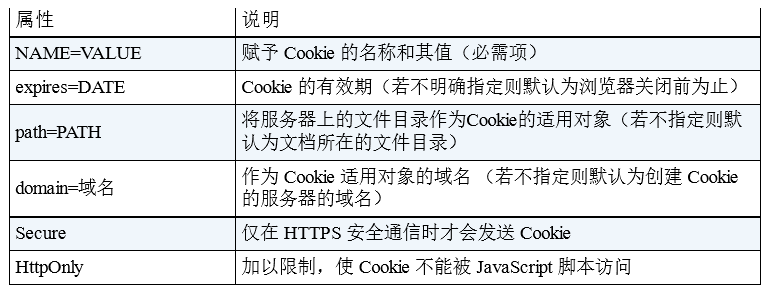 属性 说明
NAME=VALUE 赋予 Cookie 的名称和其值（必需项）
expires=DATE Cookie 的有效期（若不明确指定则默认为浏览器关闭前为止）
path=PATH 将服务器上的文件目录作为Cookie的适用对象（若不指定则默
认为文档所在的文件目录）
domain=域名 作为 Cookie 适用对象的域名 （若不指定则默认为创建 Cookie
的服务器的域名）
Secure 仅在 HTTPS 安全通信时才会发送 Cookie
HttpOnly 加以限制，使 Cookie 不能被 JavaScript 脚本访问